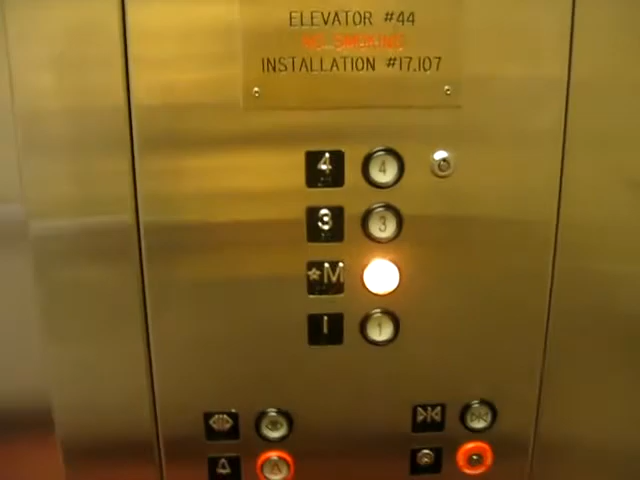 ELEVATOR #44
NO SMOKING
INSTALLATION #17.107
4 4
3 3
★M
1 1